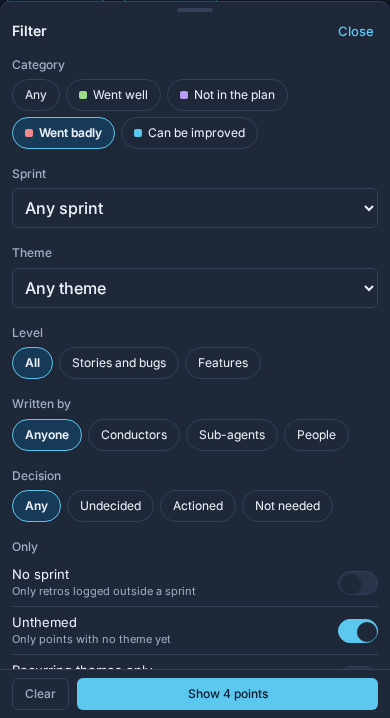 Filter
Close
Category
Any
Went well
Not in the plan
Went badly
Can be improved
Sprint
Any sprint
Theme
Any theme
Level
All
Stories and bugs
Features
Written by
Anyone
Conductors
Sub-agents
People
Decision
Any
Undecided
Actioned
Not needed
Only
No sprint
Only retros logged outside a sprint
Unthemed
Only points with no theme yet
Recurring themes only
Clear
Show 4 points